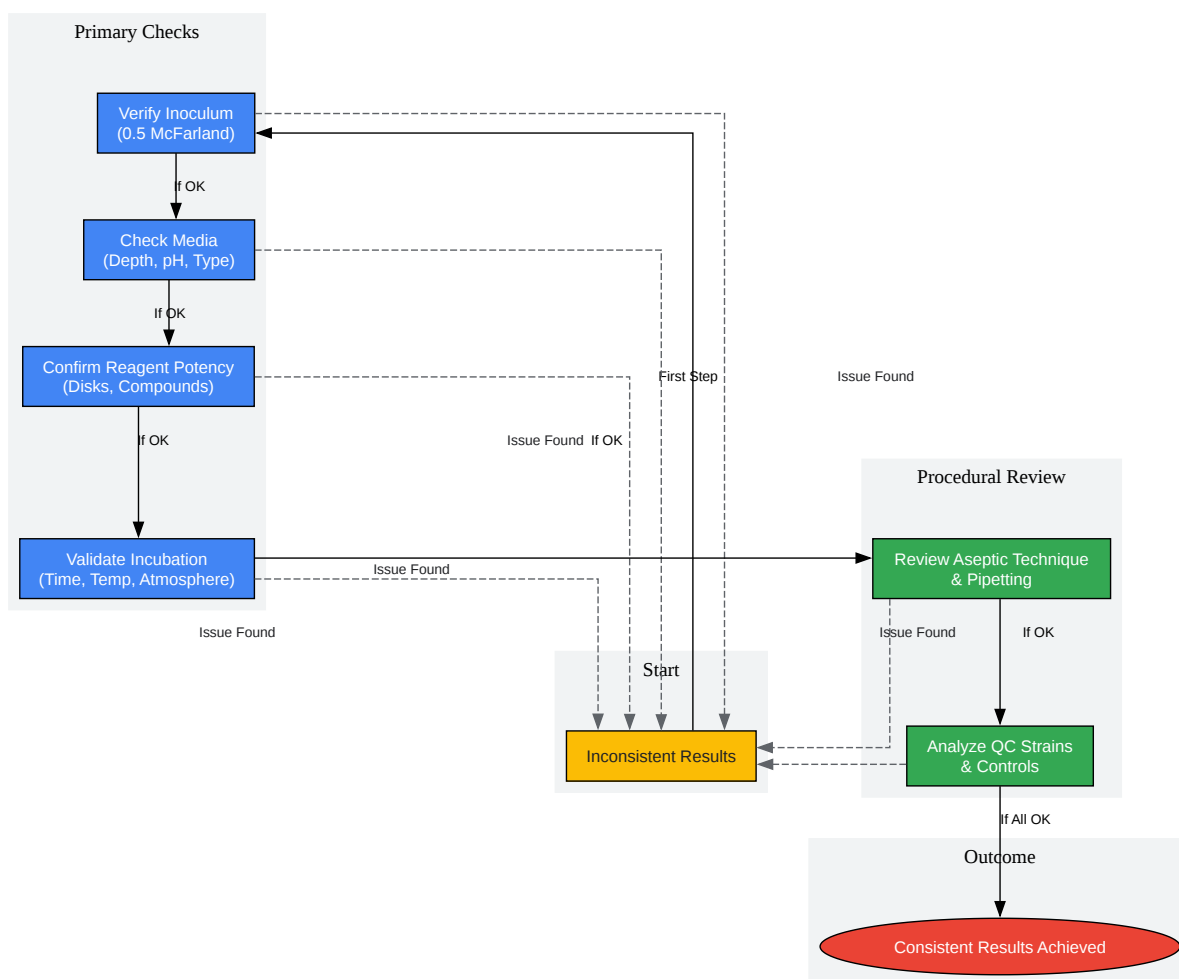 Primary Checks
Verify Inoculum
(0.5 McFarland)
If OK
Check Media
(Depth, pH, Type)
If OK
Confirm Reagent Potency
(Disks, Compounds)
First Step
Issue Found
If OK
Issue Found
If OK
Procedural Review
Validate Incubation
(Time, Temp, Atmosphere)
Issue Found
Review Aseptic Technique
& Pipetting
Issue Found
Issue Found
If OK
Start
Inconsistent Results
Analyze QC Strains
& Controls
If All OK
Outcome
Consistent Results Achieved